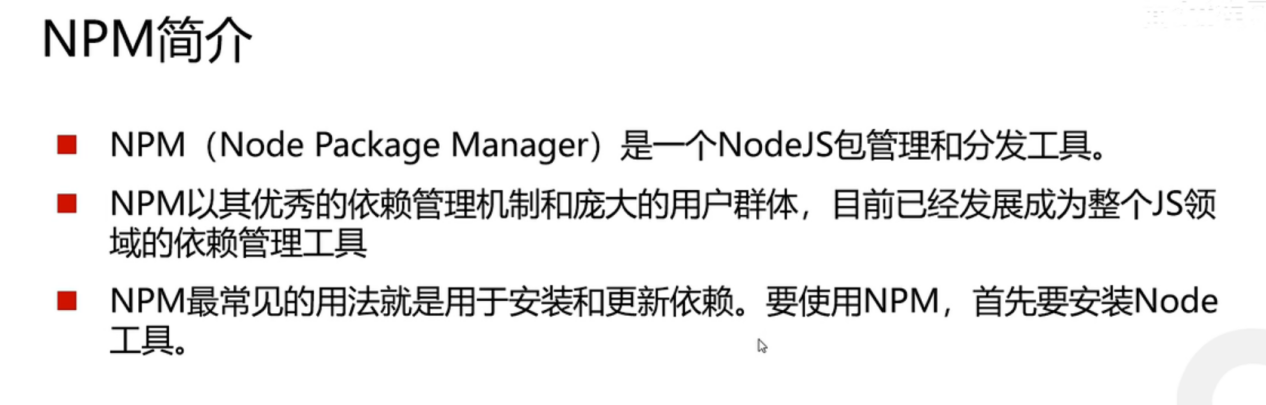 NPM简介
NPM（Node Package Manager）是一个NodeJS包管理和分发工具。
NPM以其优秀的依赖管理机制和庞大的用户群体，目前已经发展成为整个JS领
域的依赖管理工具
NPM最常见的用法就是用于安装和更新依赖。要使用NPM，首先要安装Node
工具。